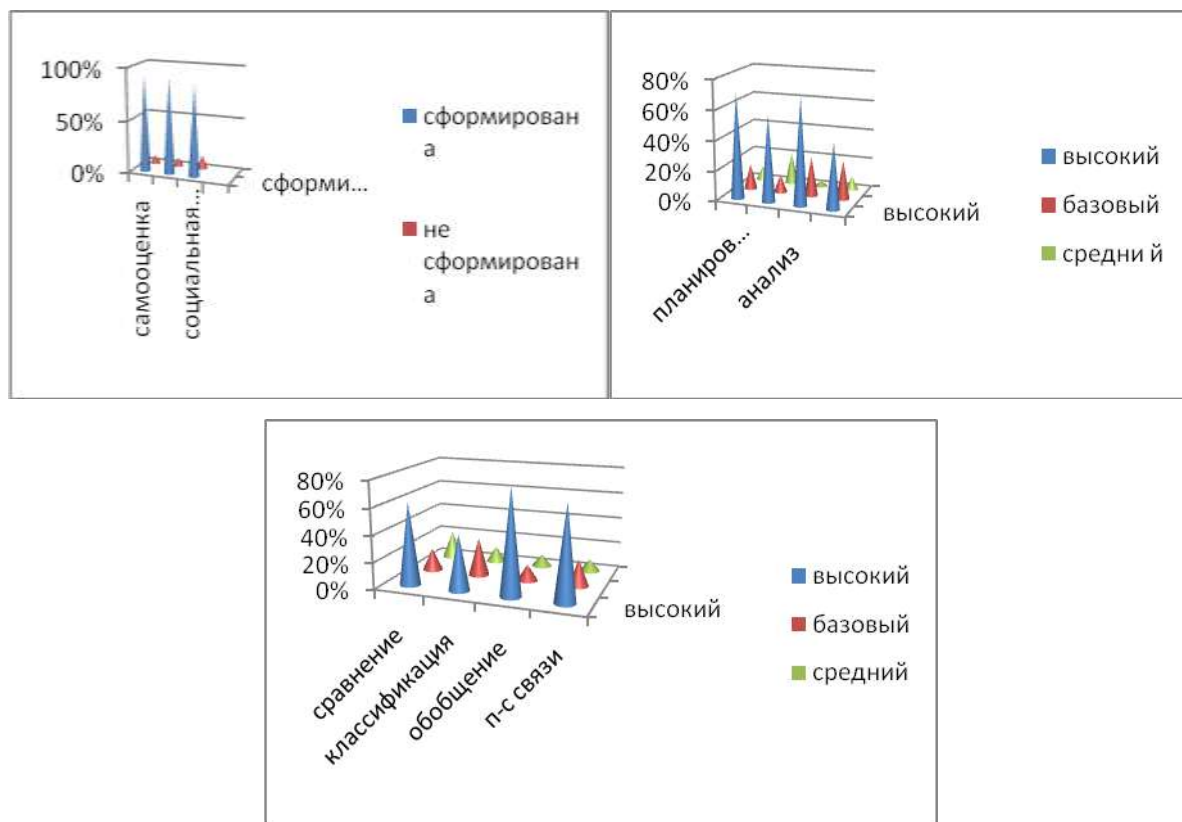 100%
50%
0%
самооценка
социальная...
сформи...
сформирован
а
не
сформирован
а
80%
60%
40%
20%
0%
планиров...
анализ
высокий
высокий
базовый
средни й
80%
60%
40%
20%
0%
сравнение
классификация
обобщение
п-с связи
высокий
высокий
базовый
средний